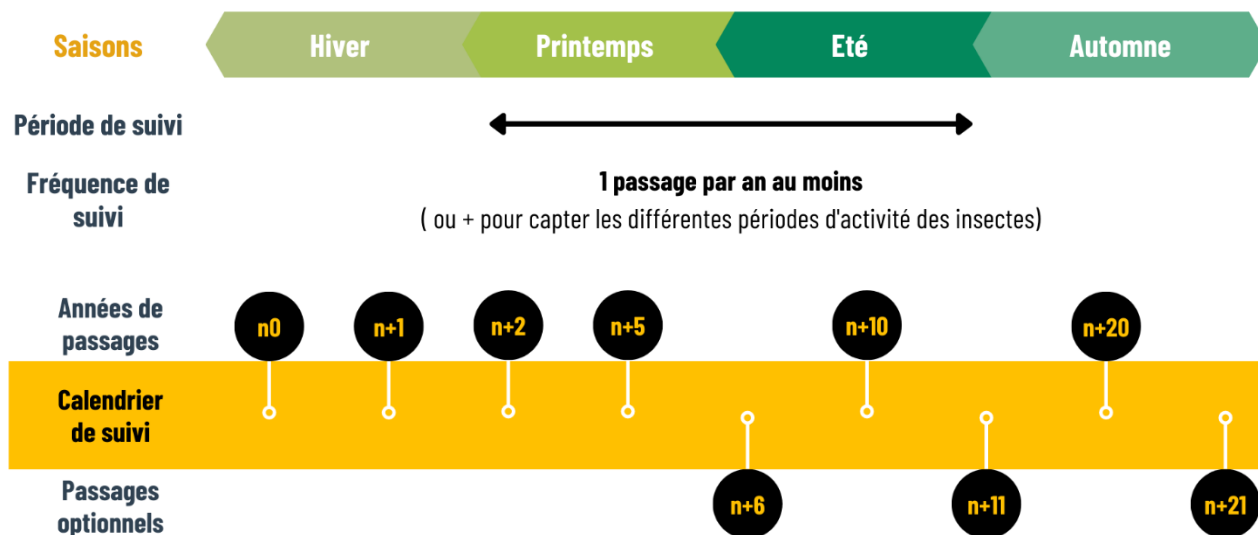 Saisons
Hiver
Printemps
Eté
Automne
Période de suivi
Fréquence de
suivi
1 passage par an au moins
( ou + pour capter les différentes périodes d'activité des insectes)
Années de
passages
n0
n+1
n+2
n+5
n+10
n+20
Calendrier
de suivi
Passages
optionnels
n+6
n+11
n+21